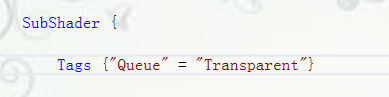 SubShader {
Tags {"Queue" = "Transparent"}